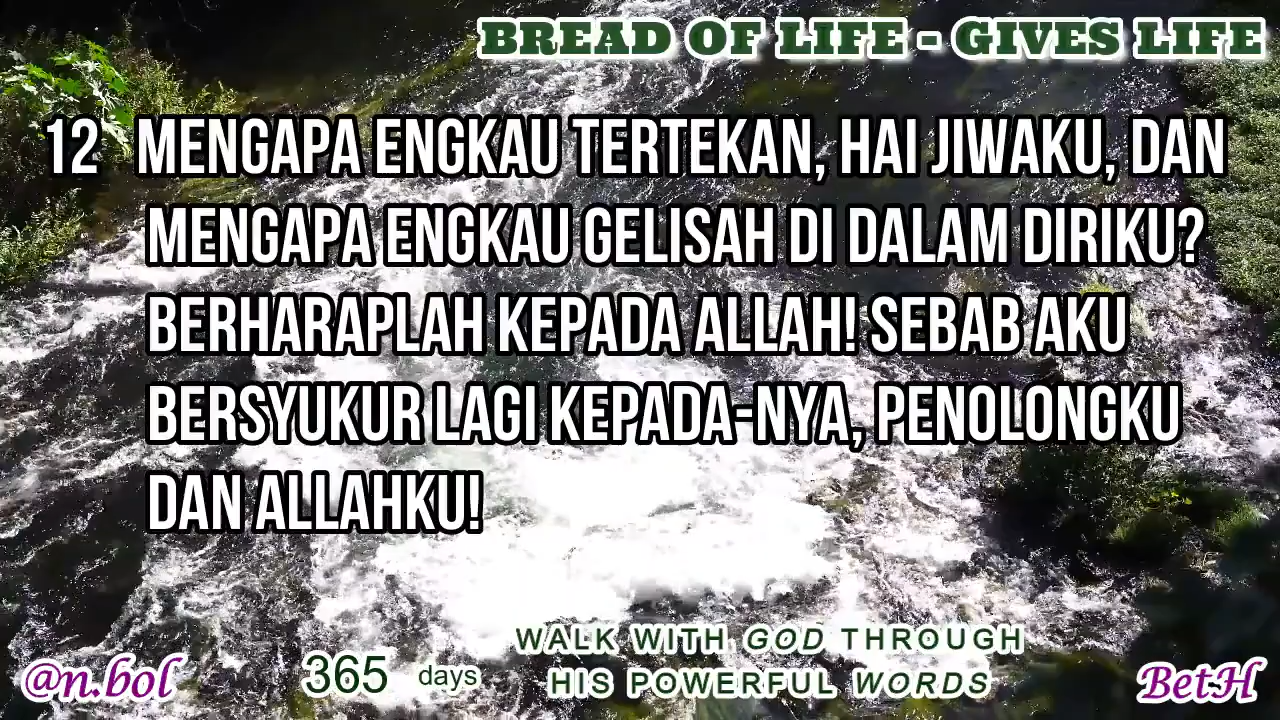 BREAD OF LIFE - GIVES LIFE
12 MENGAPA ENGKAU TERTEKAN, HAI JIWAKU, DAN
MENGAPA ENGKAU GELISAH DI DALAM DIRIKU?
BERHARAPLAH KEPADA ALLAH! SEBAB AKU
BERSYUKUR LAGI KEPADA-NYA, PENOLONGKU
DAN ALLAHKU!
WALK WITH GOD THROUGH
HIS POWERFUL WORDS
@n.bol
365 days
BetH